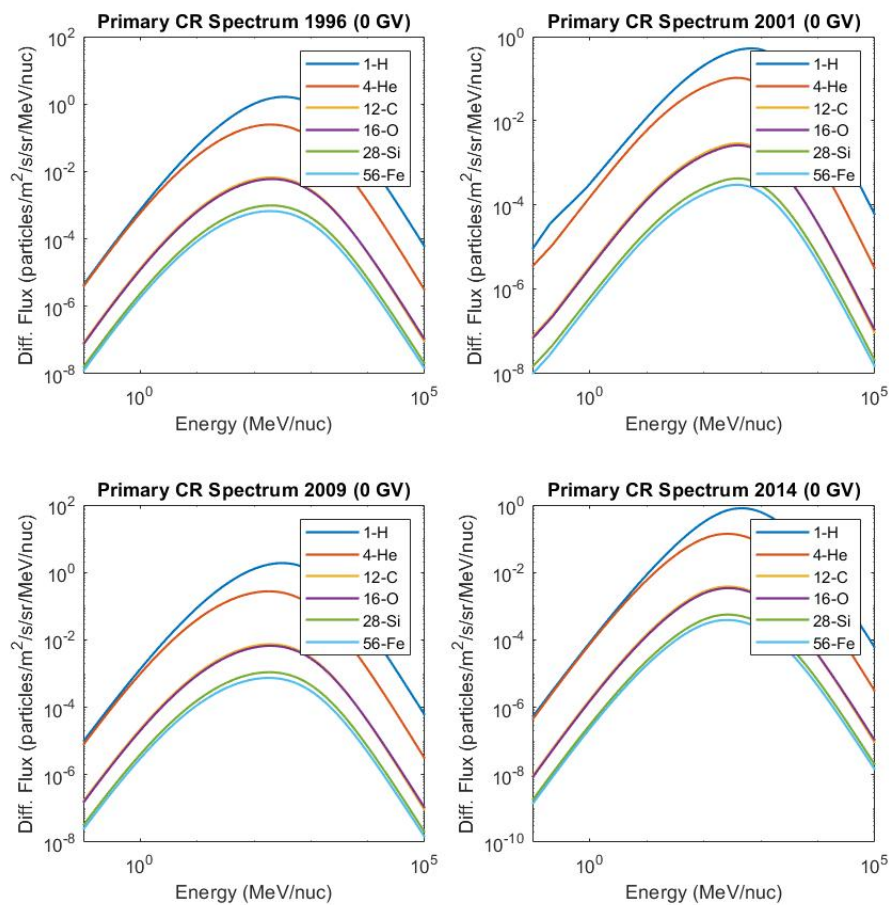 Primary CR Spectrum 1996 (0 GV)
10^2
10^0
10^-2
10^-4
10^-6
10^-8
Diff. Flux (particles/m^2/s/sr/MeV/nuc)
1-H
4-He
12-C
16-O
28-Si
56-Fe
10^0
10^5
Energy (MeV/nuc)
Primary CR Spectrum 2001 (0 GV)
10^0
10^-2
10^-4
10^-6
10^-8
Diff. Flux (particles/m^2/s/sr/MeV/nuc)
1-H
4-He
12-C
16-O
28-Si
56-Fe
10^0
10^5
Energy (MeV/nuc)
Primary CR Spectrum 2009 (0 GV)
10^2
10^0
10^-2
10^-4
10^-6
10^-8
Diff. Flux (particles/m^2/s/sr/MeV/nuc)
1-H
4-He
12-C
16-O
28-Si
56-Fe
10^0
10^5
Energy (MeV/nuc)
Primary CR Spectrum 2014 (0 GV)
10^0
10^-2
10^-4
10^-6
10^-8
10^-10
Diff. Flux (particles/m^2/s/sr/MeV/nuc)
1-H
4-He
12-C
16-O
28-Si
56-Fe
10^0
10^5
Energy (MeV/nuc)